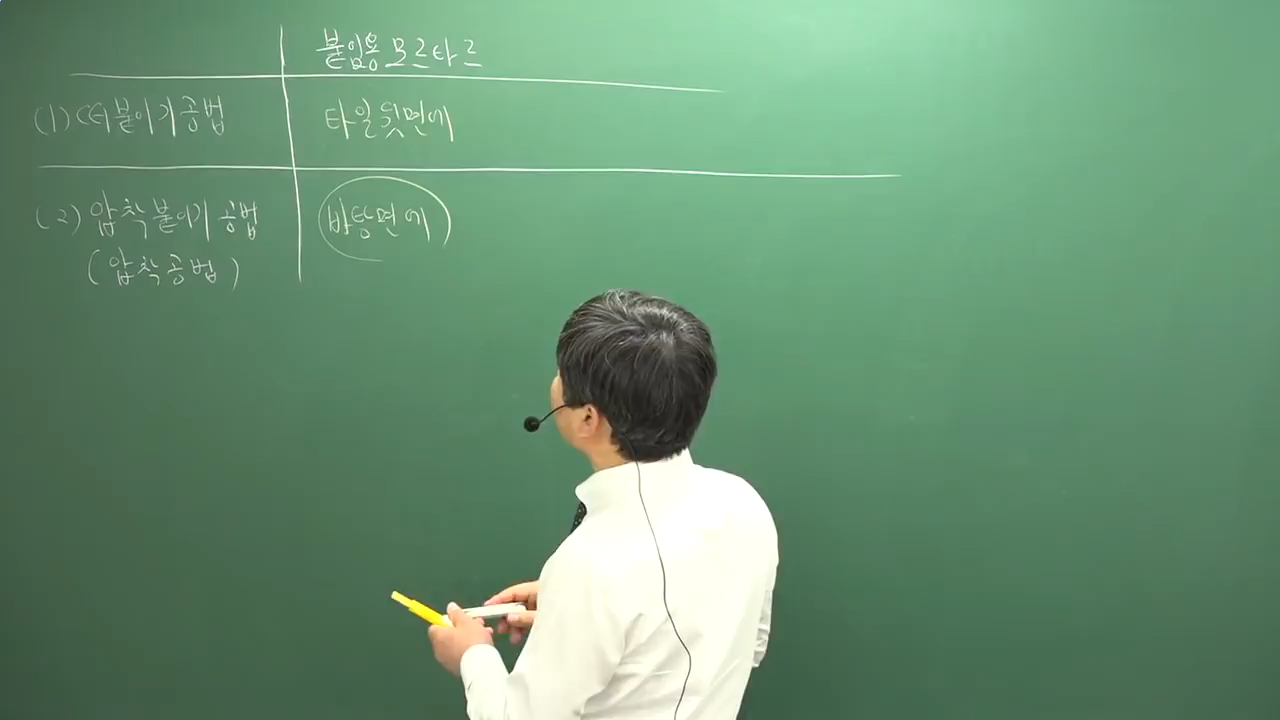 붙임용 모르타르
(1) 떠붙이기공법 타일뒷면에
(2) 압착붙이기 공법 바탕면에
(압착공법)